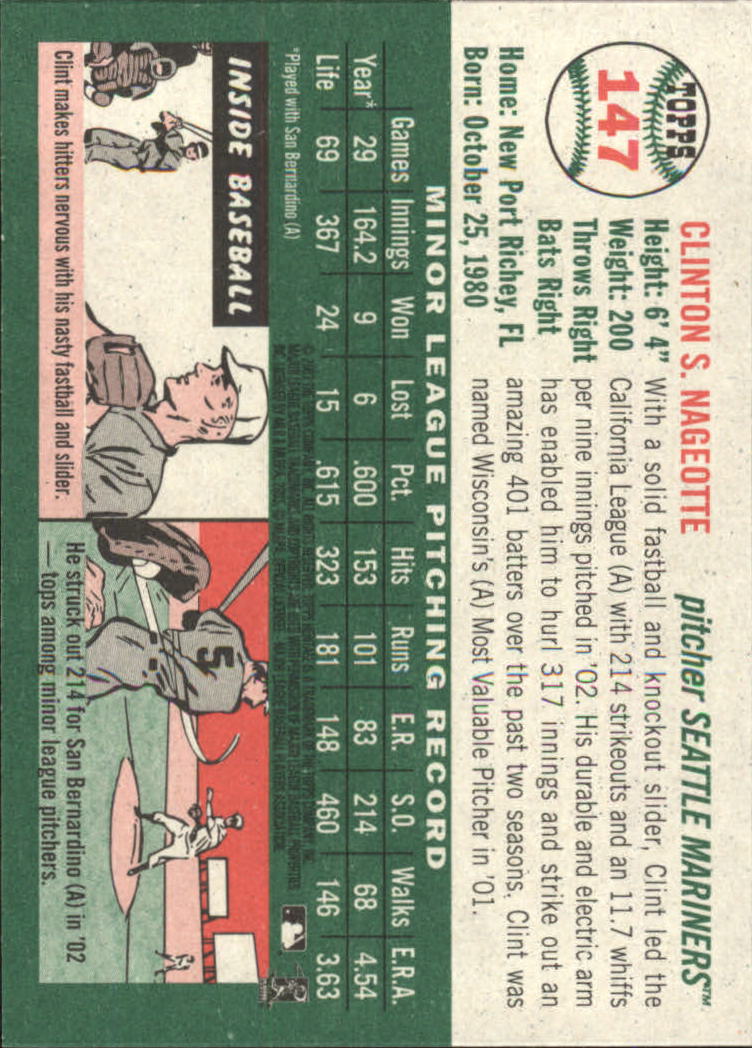 TOPPS
147
CLINTON S. NAGEOTTE
pitcher SEATTLE MARINERS™
Height: 6' 4"
Weight: 200
Throws Right
Bats Right
Home: New Port Richey, FL
Born: October 25, 1980
With a solid fastball and knockout slider, Clint led the
California League (A) with 214 strikeouts and an 11.7 whiffs
per nine innings pitched in '02. His durable and electric arm
has enabled him to hurl 317 innings and strike out an
amazing 401 batters over the past two seasons. Clint was
named Wisconsin's (A) Most Valuable Pitcher in '01.
MINOR LEAGUE PITCHING RECORD
Games Innings Won Lost Pct. Hits Runs E.R. S.O. Walks E.R.A.
Year* 29 164.2 9 6 .600 153 101 83 214 68 4.54
Life 69 367 24 15 .615 323 181 148 460 146 3.63
*Played with San Bernardino (A)
INSIDE BASEBALL
Clint makes hitters nervous with his nasty fastball and slider.
5
He struck out 214 for San Bernardino (A) in '02
— tops among minor league pitchers.